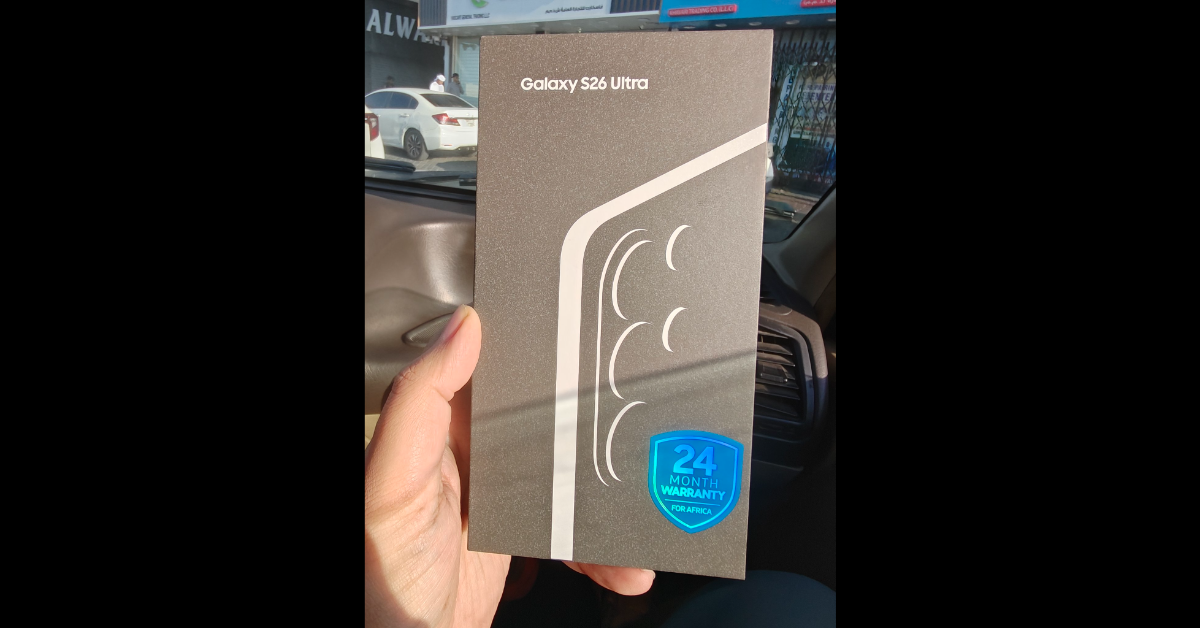 ALWA
Galaxy S26 Ultra
24
MONTH
WARRANTY
FOR AFRICA